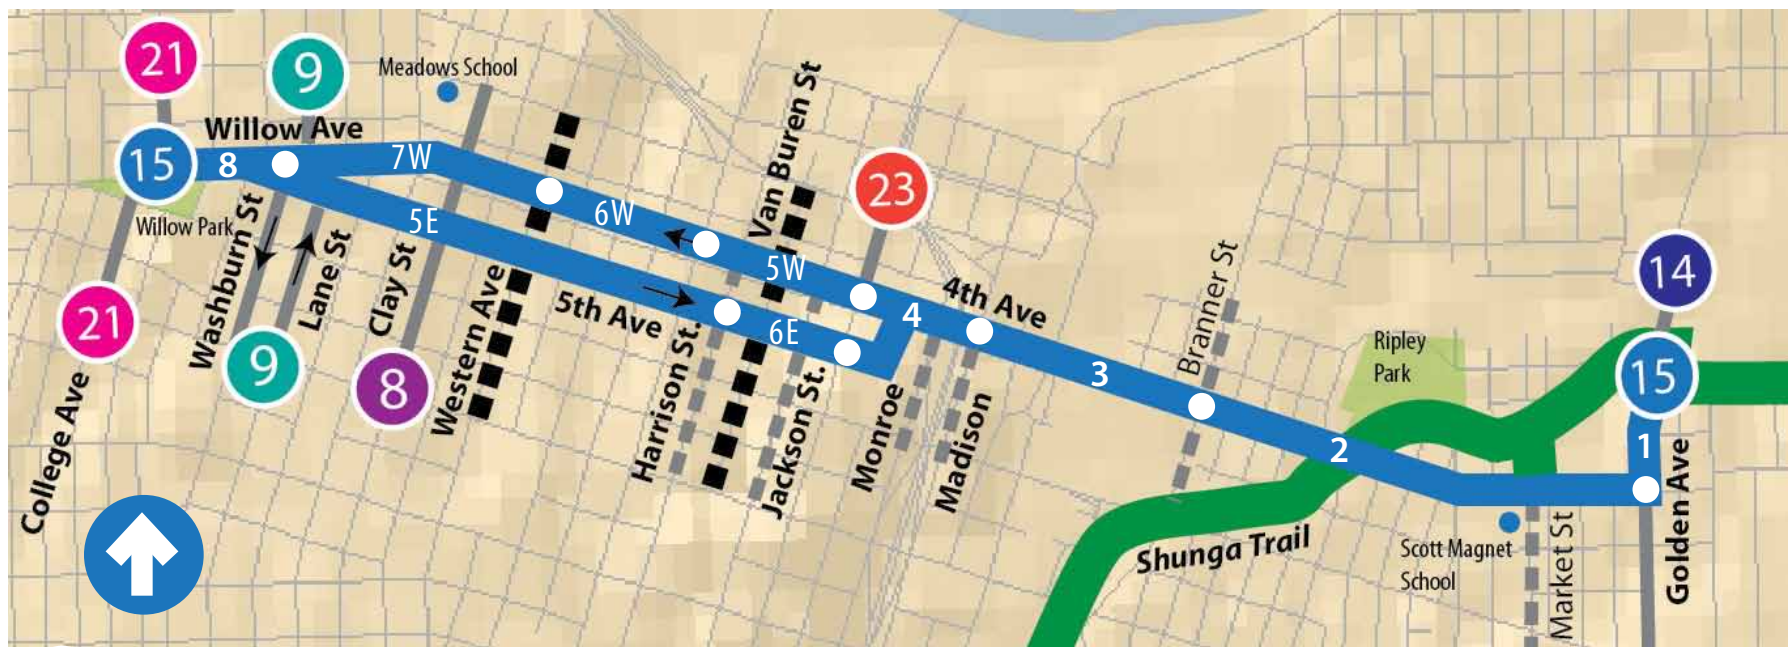 21
9
Meadows School
Willow Ave
15
8
7W
Willow Park
Washburn St
Lane St
Clay St
5E
6W
Van Buren St
23
5W
4
4th Ave
5th Ave
6E
Western Ave
Harrison St.
Jackson St.
Monroe
Madison
21
9
8
College Ave
3
Branner St
Ripley
Park
2
14
15
1
Golden Ave
Market St
Scott Magnet
School
Shunga Trail